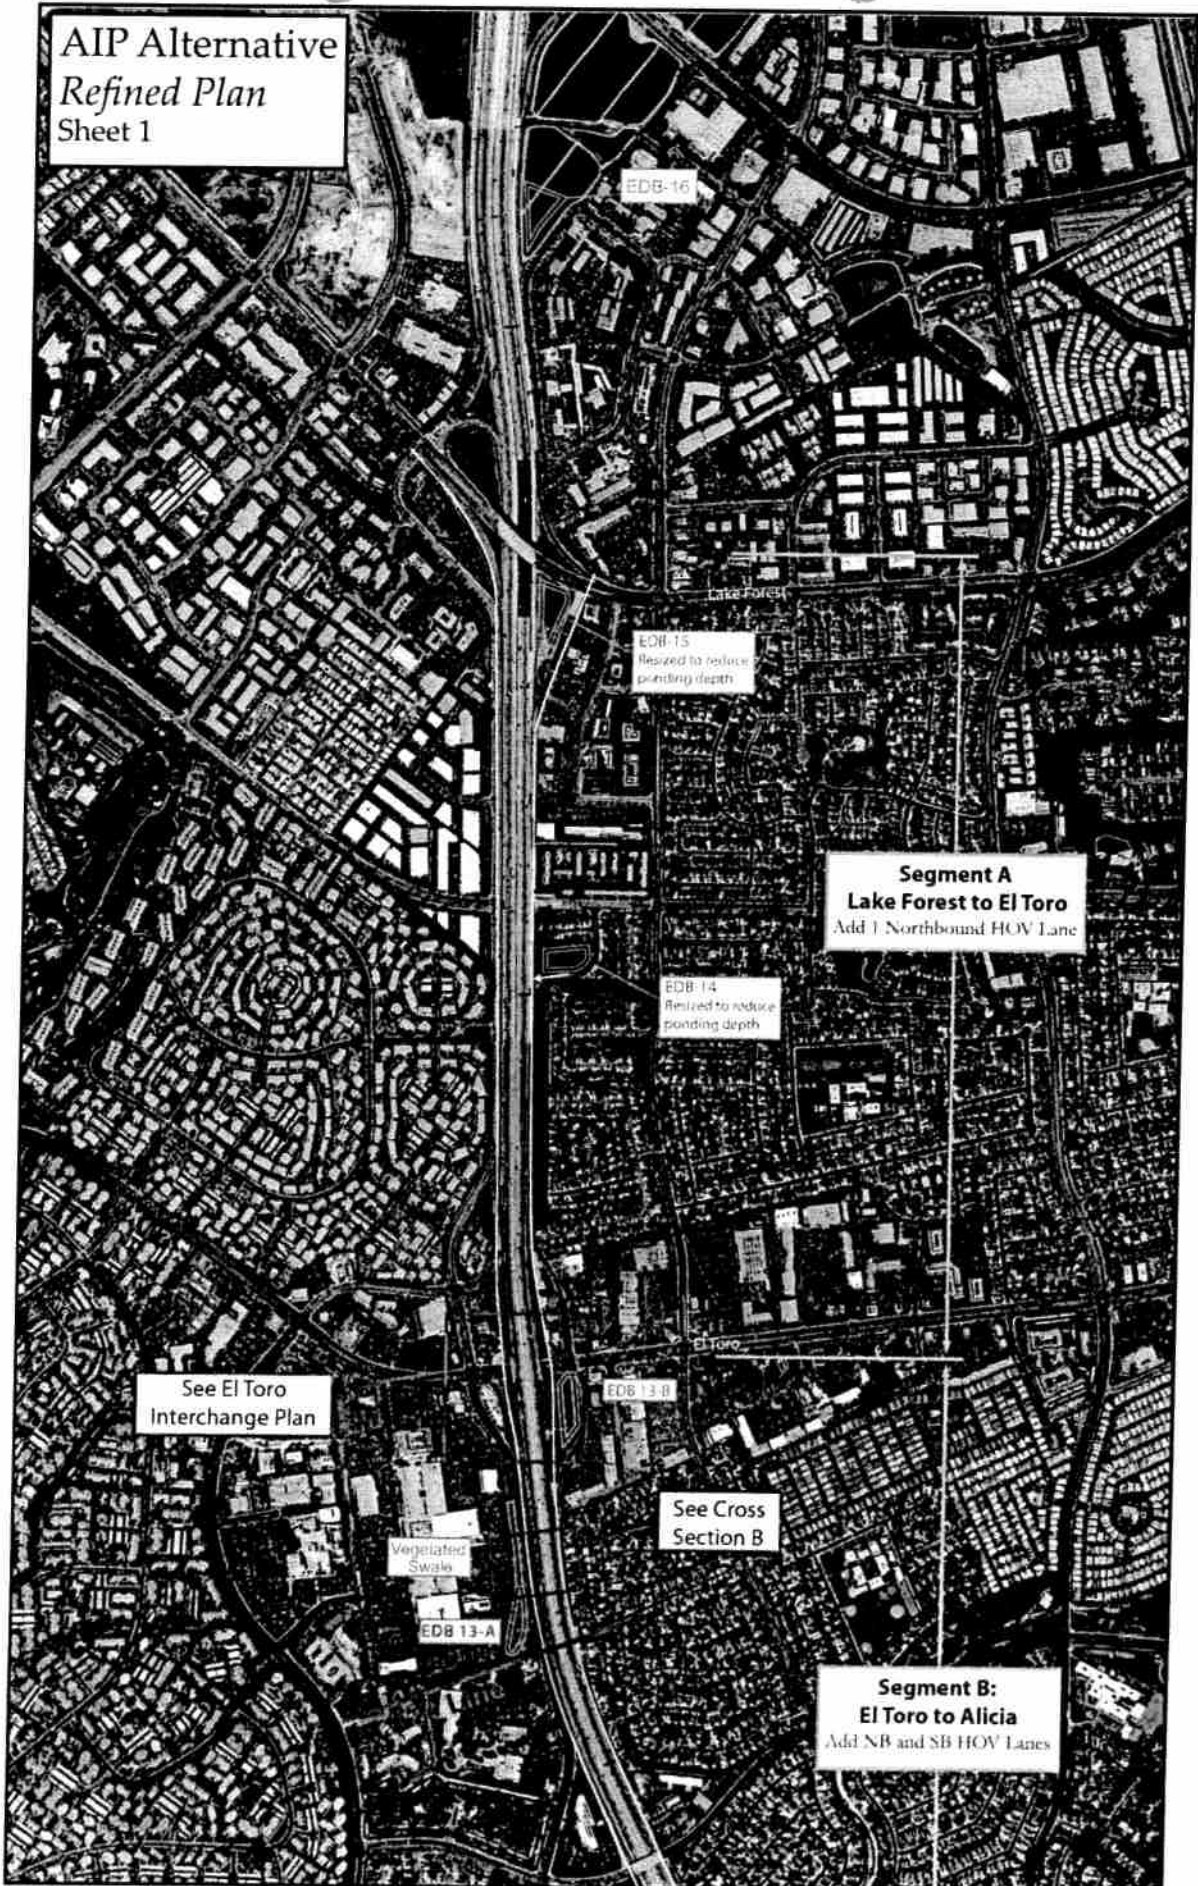 AIP Alternative
Refined Plan
Sheet 1
EDB-16
Lake Forest
EDB-15
Resized to reduce
ponding depth
Segment A
Lake Forest to El Toro
Add 1 Northbound HOV Lane
EDB-14
Resized to reduce
ponding depth
El Toro
See El Toro
Interchange Plan
EDB 13-B
See Cross
Section B
Vegetated
Swale
EDB 13-A
Segment B:
El Toro to Alicia
Add NB and SB HOV Lanes